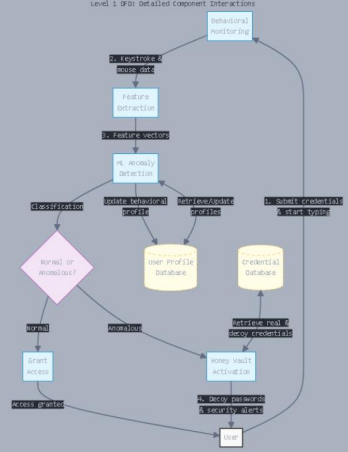 Level 1 DFD: Detailed Component Interactions
Behavioral
Monitoring
2. Keystroke &
mouse data
Feature
Extraction
3. Feature vectors
ML Anomaly
Detection
Classification
Update behavioral
profile
Retrieve/Update
profiles
1. Submit credentials
& start typing
Normal or
Anomalous?
User Profile
Database
Credential
Database
Normal
Anomalous
Retrieve real &
decoy credentials
Grant
Access
Honey Vault
Activation
Access granted
4. Decoy passwords
& security alerts
User